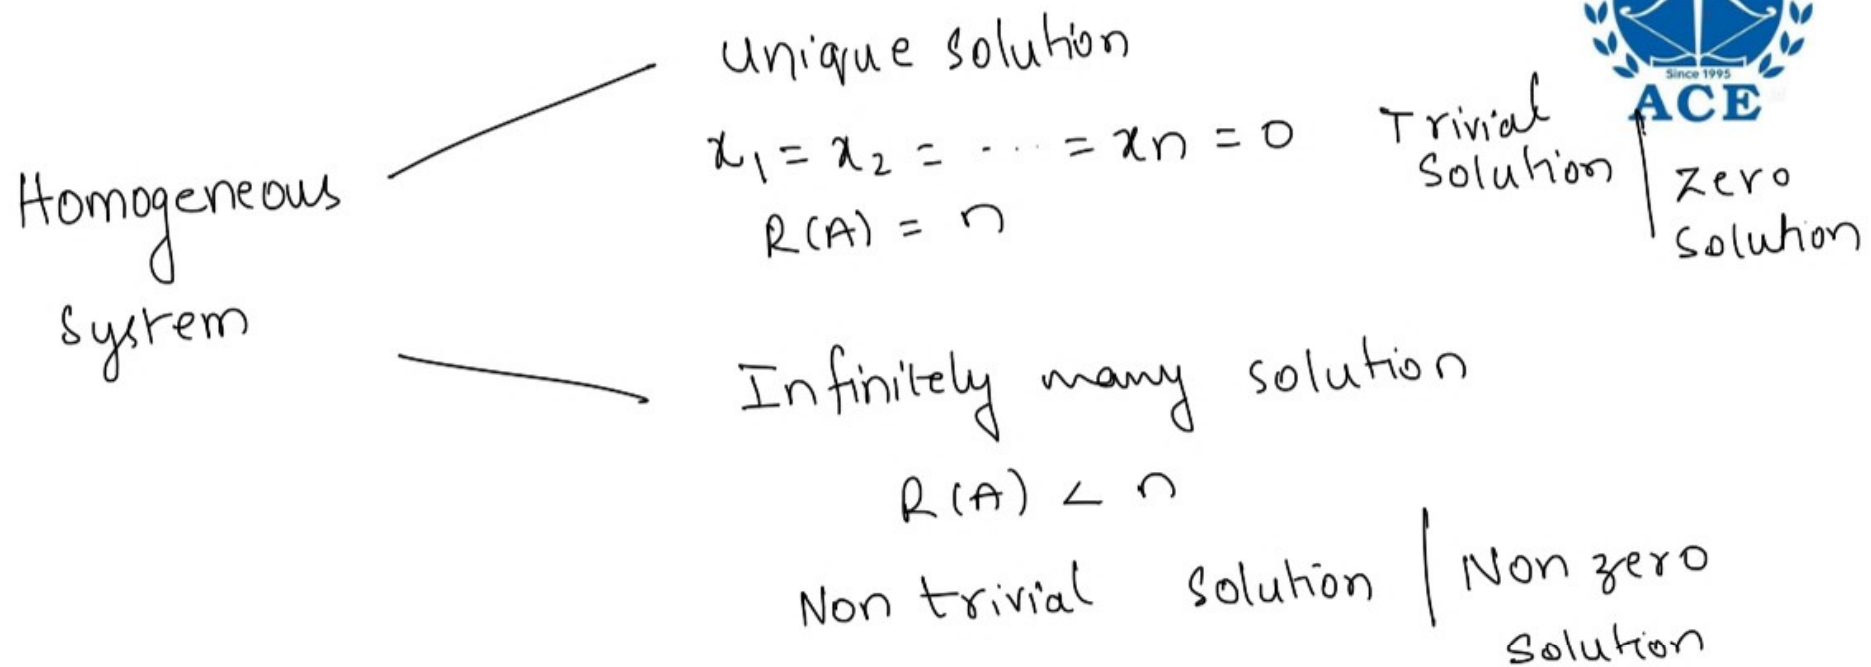 Unique solution
x₁ = x₂ = - ... = xn = 0 Trivial Solution | Zero Solution
R(A) = n
Homogeneous
System
Infinitely many solution
R(A) < n
Non trivial Solution | Non zero Solution
Since 1995
ACE